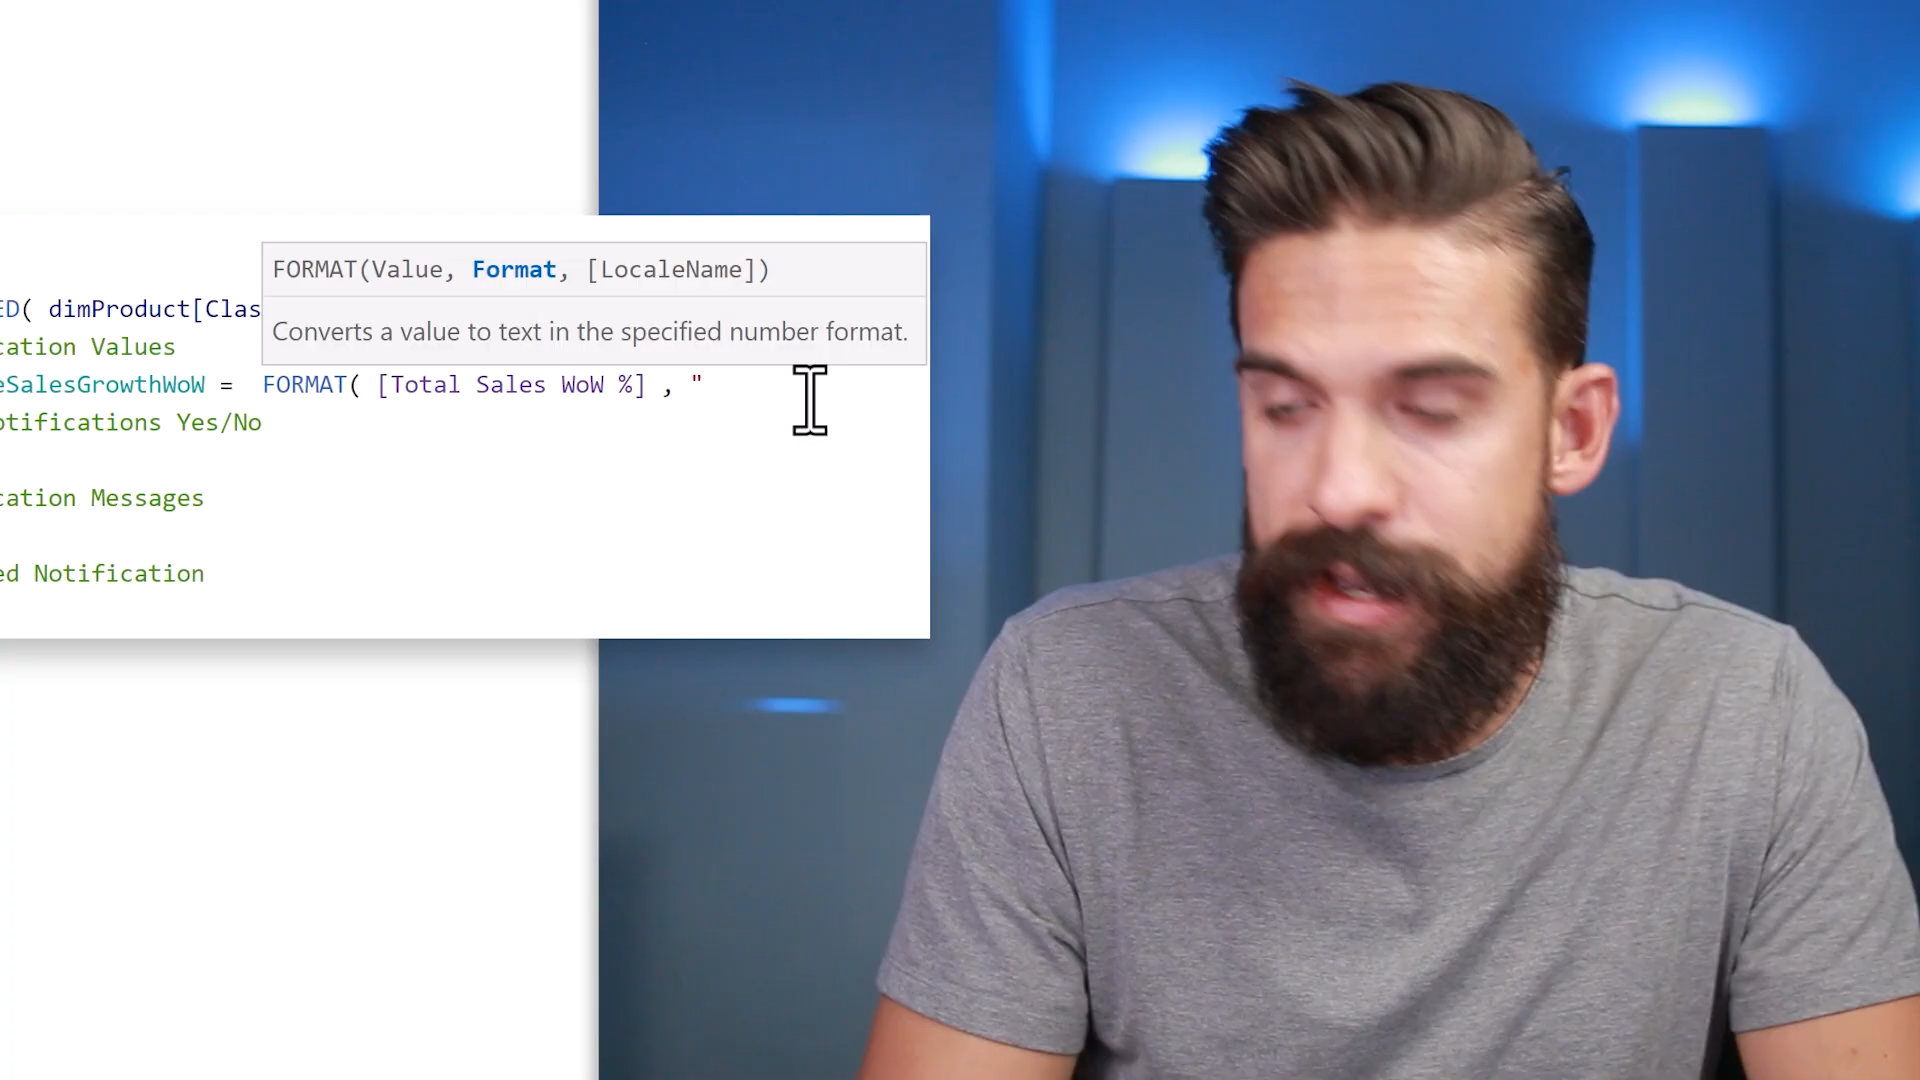 FORMAT(Value, Format, [LocaleName])
Converts a value to text in the specified number format.
ED( dimProduct[Clas
cation Values
eSalesGrowthWoW = FORMAT( [Total Sales WoW %] , "
otifications Yes/No
cation Messages
ed Notification